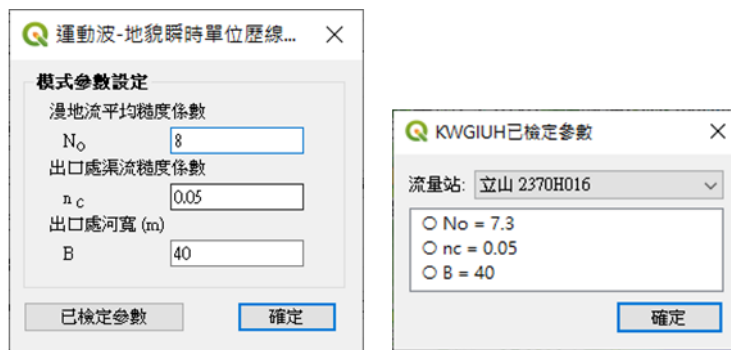 運動波-地貌瞬時單位歷線...
模式參數設定
漫地流平均糙度係數
No 8
出口處渠流糙度係數
n c 0.05
出口處河寬 (m)
B 40
已檢定參數 確定
KWGIUH已檢定參數
流量站: 立山 2370H016
No = 7.3
nc = 0.05
B = 40
確定